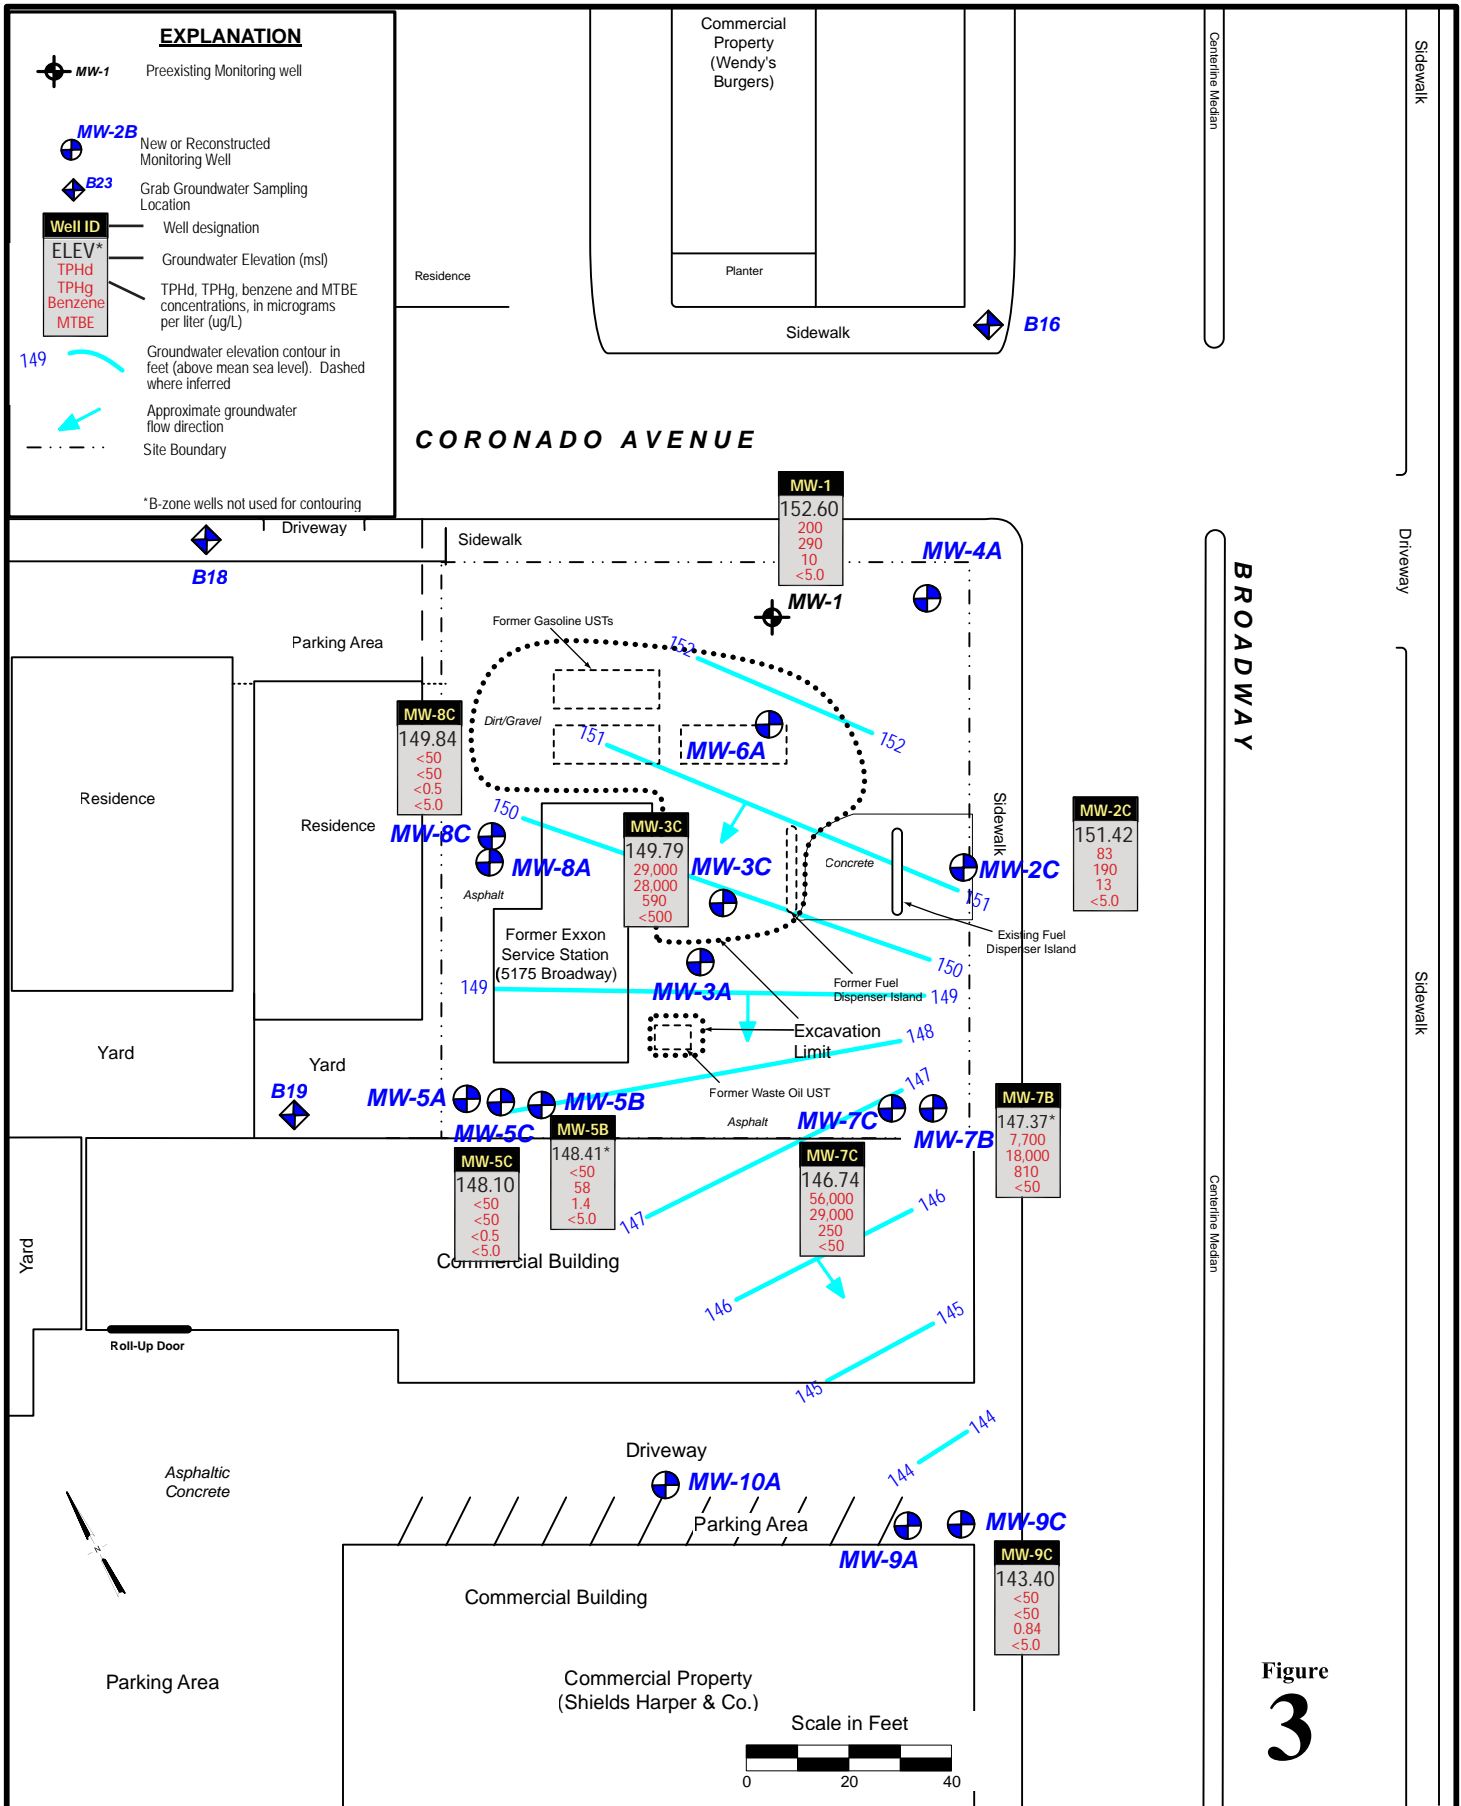 EXPLANATION
MW-1
Preexisting Monitoring well
MW-2B
New or Reconstructed
Monitoring Well
B23
Grab Groundwater Sampling
Location
Well ID
Well designation
ELEV*
Groundwater Elevation (msl)
TPHd
TPHg
Benzene
MTBE
TPHd, TPHg, benzene and MTBE
concentrations, in micrograms
per liter (ug/L)
149
Groundwater elevation contour in
feet (above mean sea level). Dashed
where inferred
Approximate groundwater
flow direction
Site Boundary
*B-zone wells not used for contouring
Commercial
Property
(Wendy's
Burgers)
Planter
Sidewalk
Residence
B16
Centerline Median
Sidewalk
CORONADO AVENUE
BROADWAY
Driveway
Driveway
Sidewalk
B18
Parking Area
MW-1
152.60
200
290
10
<5.0
MW-1
MW-4A
Former Gasoline USTs
152
152
Dirt/Gravel
151
MW-6A
MW-8C
149.84
<50
<50
<0.5
<5.0
Residence
Residence
150
MW-8C
MW-8A
Asphalt
MW-3C
149.79
29,000
28,000
590
<500
MW-3C
Concrete
Sidewalk
MW-2C
MW-2C
151.42
83
190
13
<5.0
151
Existing Fuel
Dispenser Island
Former Exxon
Service Station
(5175 Broadway)
150
MW-3A
Former Fuel
Dispenser Island
149
149
Sidewalk
Excavation
Limit
148
Yard
Yard
Former Waste Oil UST
147
B19
MW-5A
MW-5C
MW-5B
Asphalt
MW-7C
MW-7B
MW-7B
147.37*
7,700
18,000
810
<50
MW-5B
148.41*
<50
58
1.4
<5.0
MW-5C
148.10
<50
<50
<0.5
<5.0
MW-7C
146.74
56,000
29,000
250
<50
147
146
Commercial Building
Yard
Centerline Median
146
145
Roll-Up Door
145
144
Driveway
144
Asphaltic
Concrete
MW-10A
Parking Area
MW-9A
MW-9C
N
MW-9C
143.40
<50
<50
0.84
<5.0
Commercial Building
Parking Area
Commercial Property
(Shields Harper & Co.)
Scale in Feet
0
20
40
Figure
3